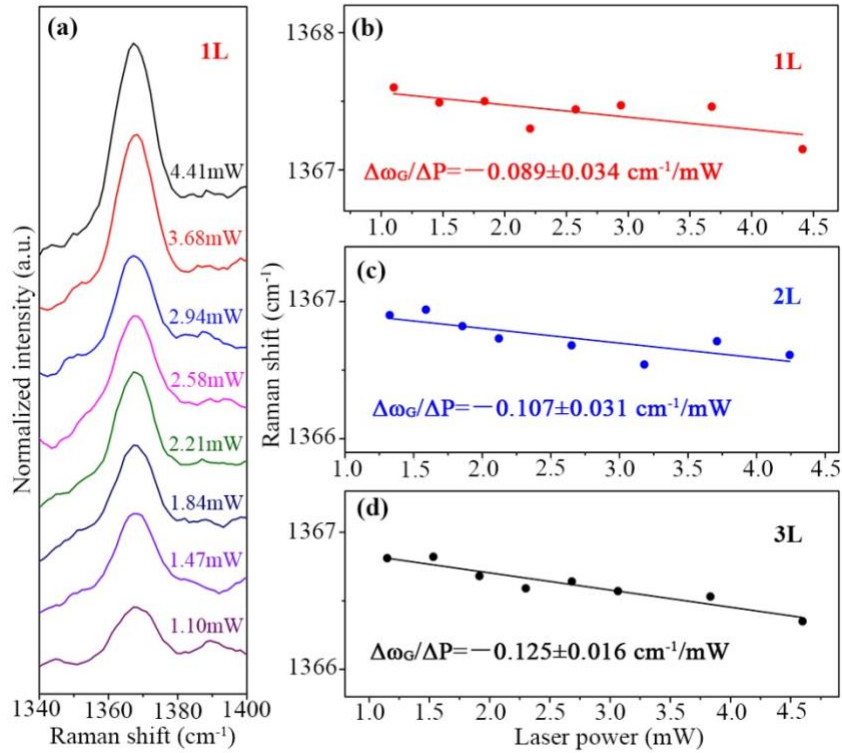 (a)
1L
4.41mW
3.68mW
2.94mW
2.58mW
2.21mW
1.84mW
1.47mW
1.10mW
Normalized intensity (a.u.)
1340 1360 1380 1400
Raman shift (cm⁻¹)
(b)
1L
1368
1367
ΔωG/ΔP=−0.089±0.034 cm⁻¹/mW
1.0 1.5 2.0 2.5 3.0 3.5 4.0 4.5
(c)
2L
1367
1366
ΔωG/ΔP=−0.107±0.031 cm⁻¹/mW
1.0 1.5 2.0 2.5 3.0 3.5 4.0 4.5
Raman shift (cm⁻¹)
(d)
3L
1367
1366
ΔωG/ΔP=−0.125±0.016 cm⁻¹/mW
1.0 1.5 2.0 2.5 3.0 3.5 4.0 4.5
Laser power (mW)